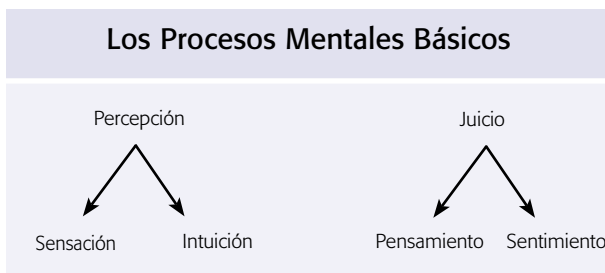 Los Procesos Mentales Básicos
Percepción Juicio
Sensación Intuición Pensamiento Sentimiento